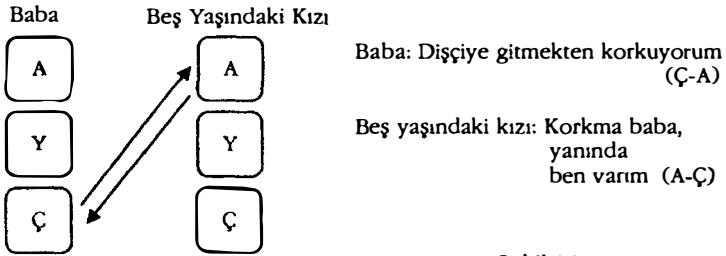 Baba
Beş Yaşındaki Kızı
A
A
Y
Y
Ç
Ç
Baba: Dişçiye gitmekten korkuyorum
(Ç-A)
Beş yaşındaki kızı: Korkma baba,
yanında
ben varım (A-Ç)